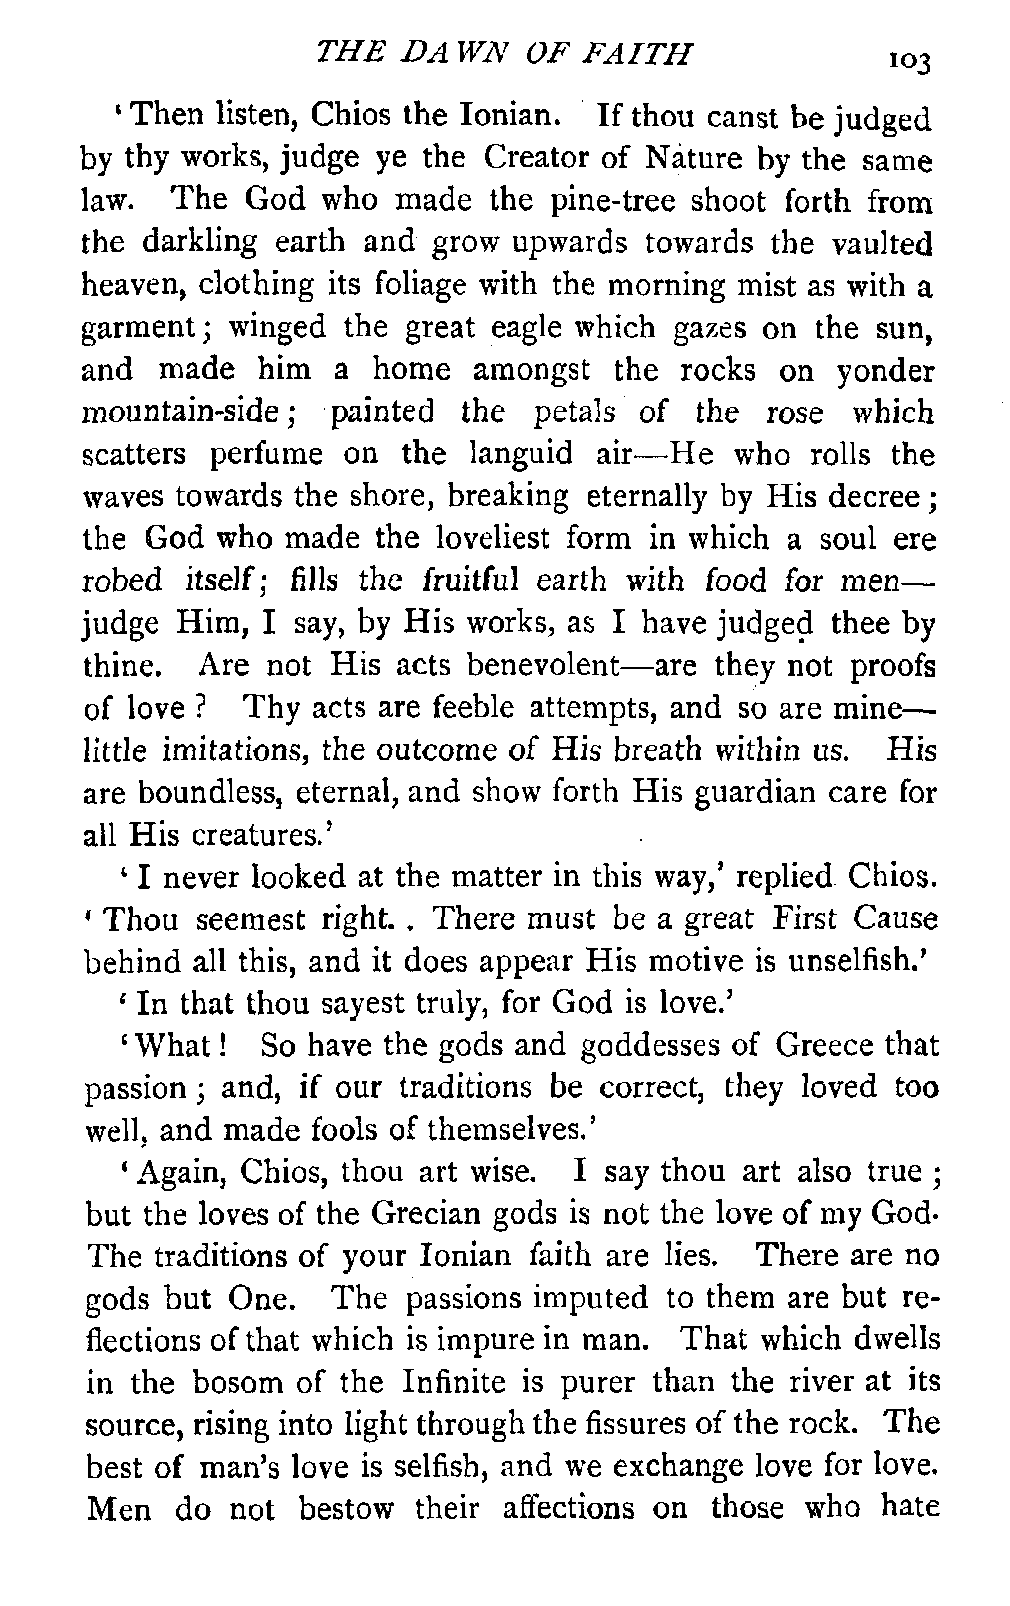 THE DAWN OF FAITH 103
‘Then listen, Chios the Ionian. If thou canst be judged
by thy works, judge ye the Creator of Nature by the same
law. The God who made the pine-tree shoot forth from
the darkling earth and grow upwards towards the vaulted
heaven, clothing its foliage with the morning mist as with a
garment; winged the great eagle which gazes on the sun,
and made him a home amongst the rocks on yonder
mountain-side; painted the petals of the rose which
scatters perfume on the languid air—He who rolls the
waves towards the shore, breaking eternally by His decree;
the God who made the loveliest form in which a soul ere
robed itself; fills the fruitful earth with food for men—
judge Him, I say, by His works, as I have judged thee by
thine. Are not His acts benevolent—are they not proofs
of love? Thy acts are feeble attempts, and so are mine—
little imitations, the outcome of His breath within us. His
are boundless, eternal, and show forth His guardian care for
all His creatures.’
‘I never looked at the matter in this way,’ replied Chios.
‘Thou seemest right. . There must be a great First Cause
behind all this, and it does appear His motive is unselfish.’
‘In that thou sayest truly, for God is love.’
‘What! So have the gods and goddesses of Greece that
passion; and, if our traditions be correct, they loved too
well, and made fools of themselves.’
‘Again, Chios, thou art wise. I say thou art also true;
but the loves of the Grecian gods is not the love of my God.
The traditions of your Ionian faith are lies. There are no
gods but One. The passions imputed to them are but re-
flections of that which is impure in man. That which dwells
in the bosom of the Infinite is purer than the river at its
source, rising into light through the fissures of the rock. The
best of man’s love is selfish, and we exchange love for love.
Men do not bestow their affections on those who hate